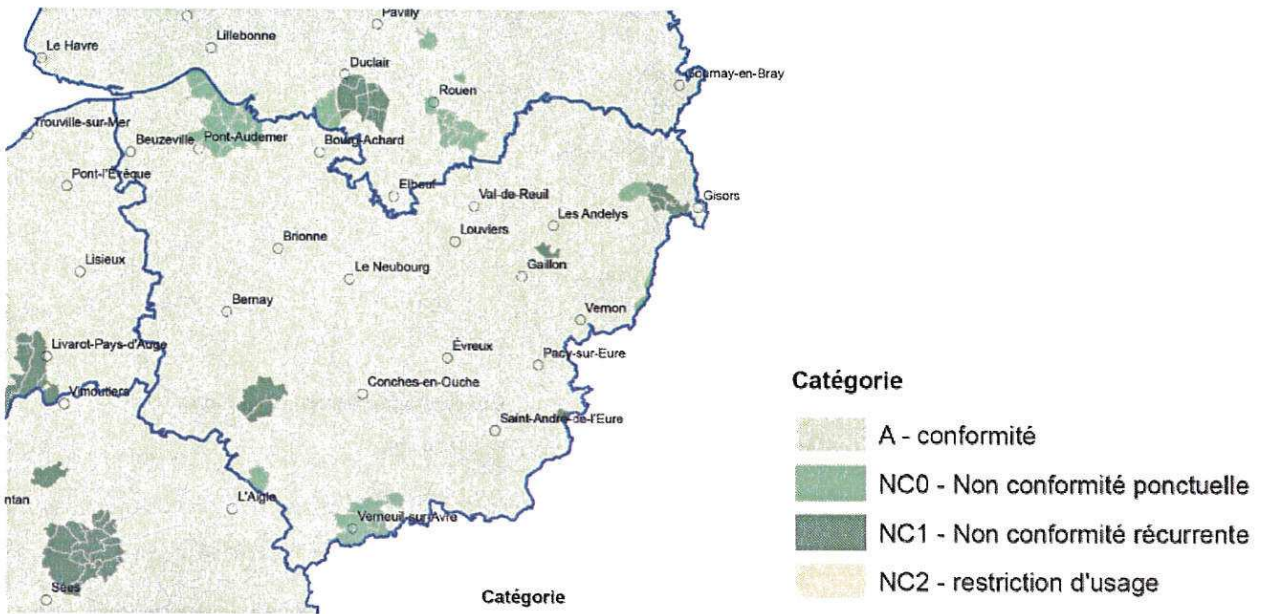 Pavilly
Lillebonne
Le Havre
Duclair
Gournay-en-Bray
Rouen
Trouville-sur-Mer
Beuzeville
Pont-Audemer
Bourg-Achard
Pont-l'Évêque
Elbeuf
Val-de-Reuil
Gisors
Les Andelys
Brionne
Louviers
Lisieux
Le Neubourg
Gaillon
Bernay
Vernon
Livarot-Pays-d'Auge
Évreux
Pacy-sur-Eure
Conches-en-Ouche
Vimoutiers
Saint-André-de-l'Eure
ntan
L'Aigle
Verneuil-sur-Avre
Sées
Catégorie
Catégorie
A - conformité
NC0 - Non conformité ponctuelle
NC1 - Non conformité récurrente
NC2 - restriction d'usage